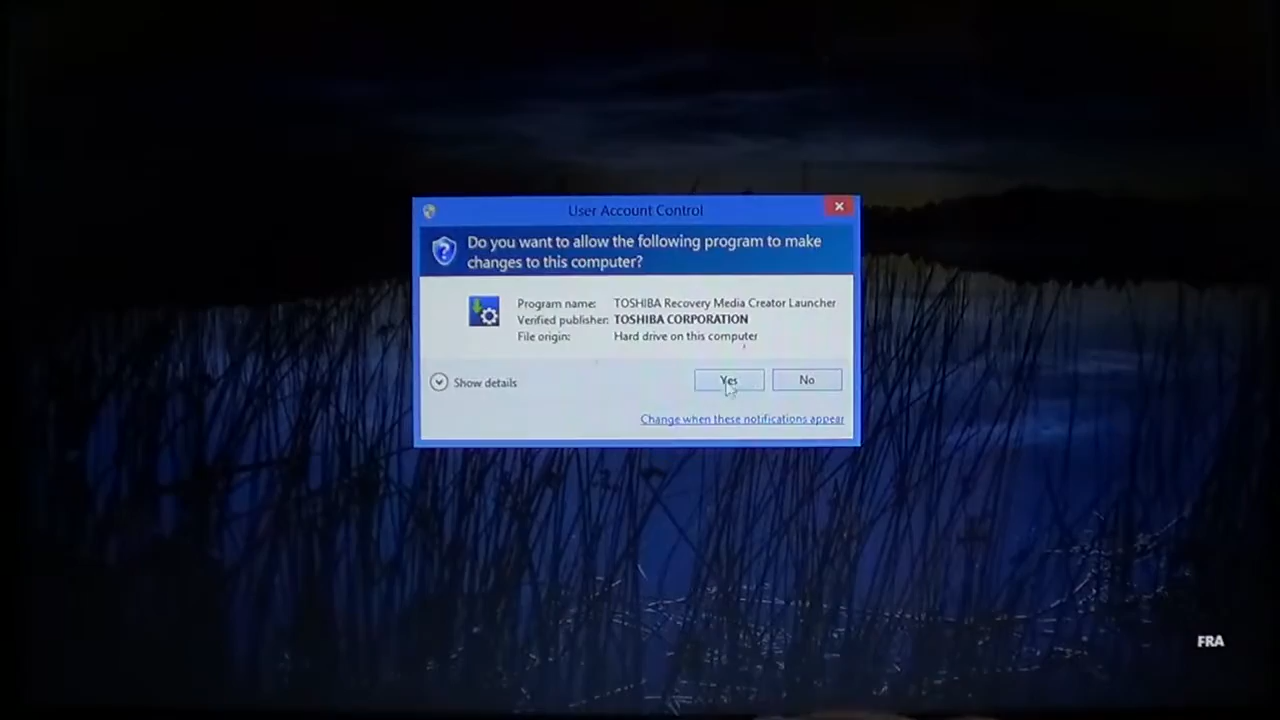 User Account Control
Do you want to allow the following program to make
changes to this computer?
Program name: TOSHIBA Recovery Media Creator Launcher
Verified publisher: TOSHIBA CORPORATION
File origin: Hard drive on this computer
Show details
Yes
No
Change when these notifications appear
FRA